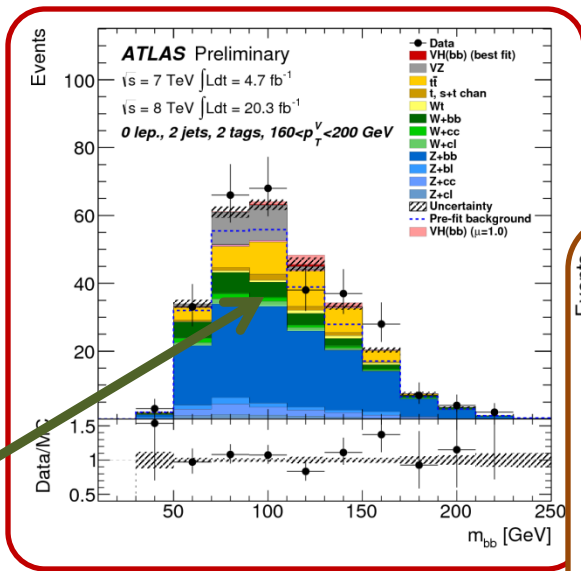 Events
100
80
60
40
20
ATLAS Preliminary
√s = 7 TeV ∫Ldt = 4.7 fb⁻¹
√s = 8 TeV ∫Ldt = 20.3 fb⁻¹
0 lep., 2 jets, 2 tags, 160<p_T^V<200 GeV
Data
VH(bb) (best fit)
VZ
tt̄
t, s+t chan
Wt
W+bb
W+cc
W+cl
Z+bb
Z+bl
Z+cc
Z+cl
Uncertainty
Pre-fit background
VH(bb) (μ=1.0)
Data/MC
1.5
1
0.5
0 50 100 150 200 250
m_bb [GeV]
Events